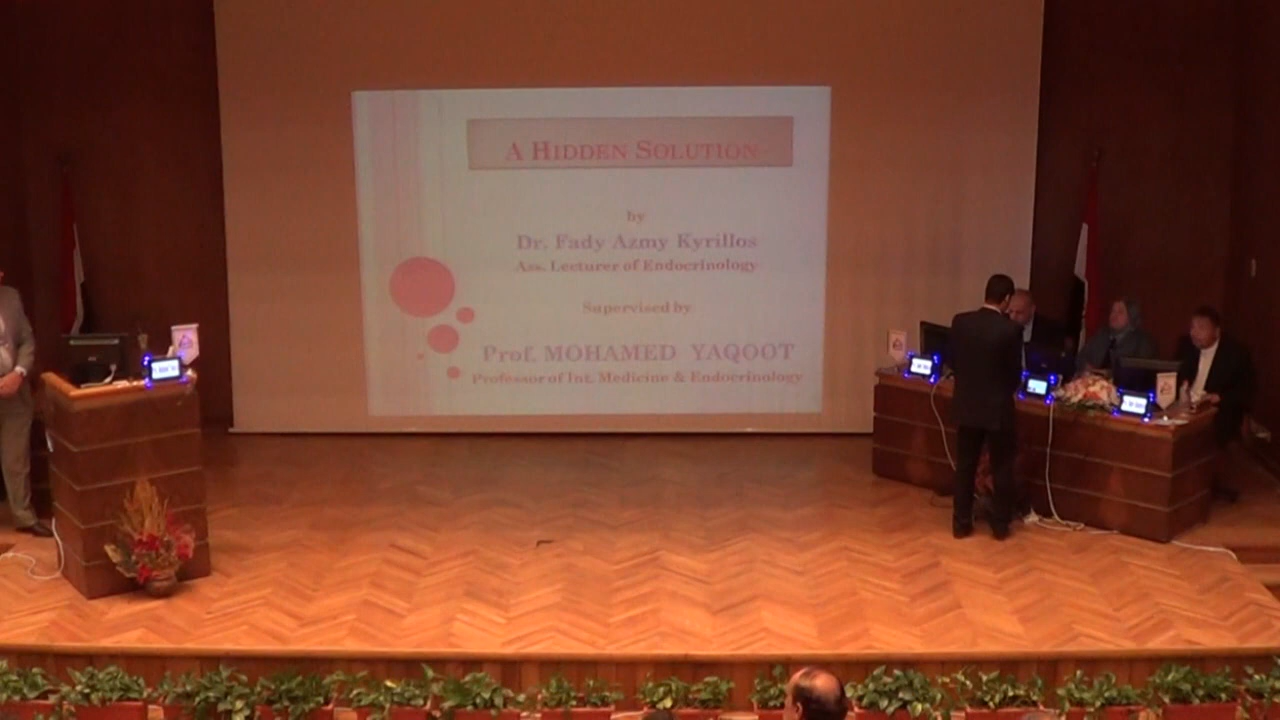 A HIDDEN SOLUTION
by
Dr. Fady Azmy Kyrillos
Ass. Lecturer of Endocrinology
Supervised by
Prof. MOHAMED YAQOOT
Professor of Int. Medicine & Endocrinology